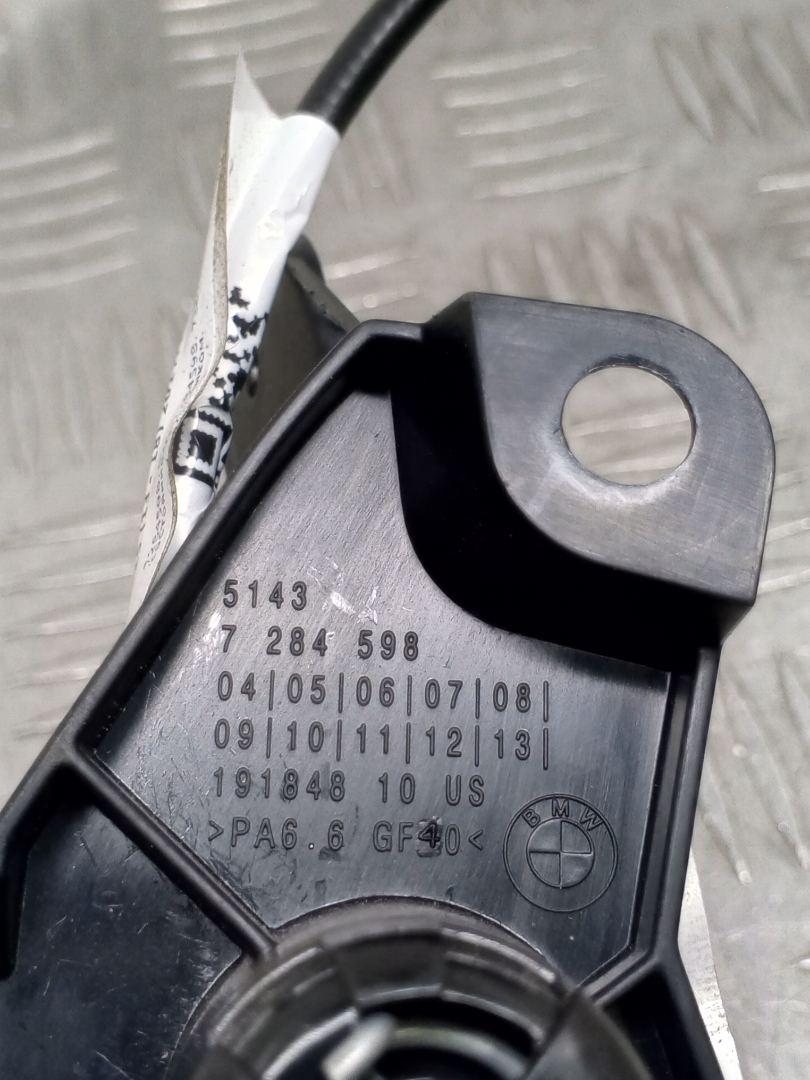 5143
7 284 598
04|05|06|07|08|
09|10|11|12|13|
191848 10 US
>PA6.6 GF40<
BMW